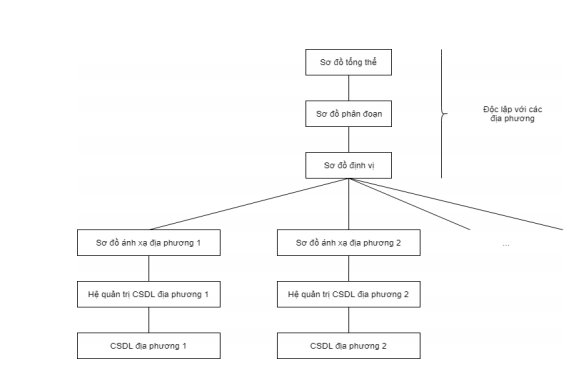 Sơ đồ tổng thể
Sơ đồ phân đoạn
Độc lập với các
địa phương
Sơ đồ định vị
Sơ đồ ánh xạ địa phương 1
Sơ đồ ánh xạ địa phương 2
...
Hệ quản trị CSDL địa phương 1
Hệ quản trị CSDL địa phương 2
CSDL địa phương 1
CSDL địa phương 2